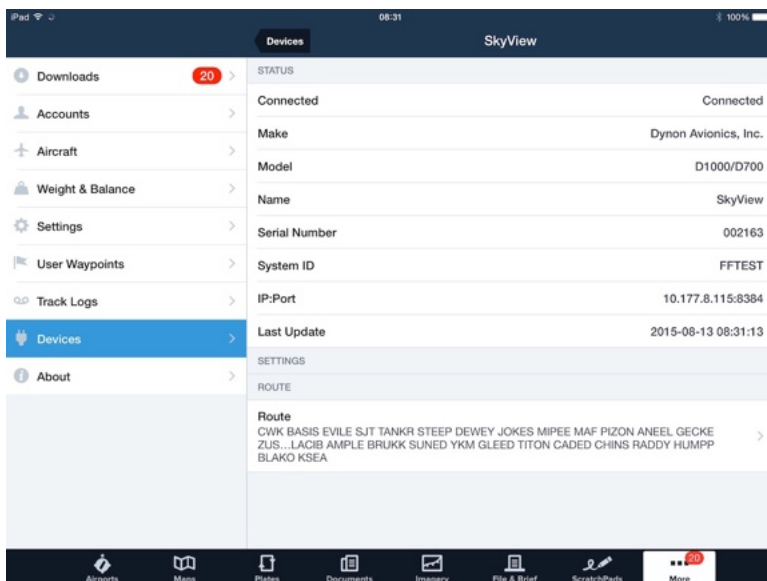 iPad 08:31 100%
Devices SkyView
Downloads 20
Accounts
Aircraft
Weight & Balance
Settings
User Waypoints
Track Logs
Devices
About
STATUS
Connected Connected
Make Dynon Avionics, Inc.
Model D1000/D700
Name SkyView
Serial Number 002163
System ID FFTEST
IP:Port 10.177.8.115:8384
Last Update 2015-08-13 08:31:13
SETTINGS
ROUTE
Route
CWK BASIS EVILE SJT TANKR STEEP DEWEY JOKES MIPEE MAF PIZON ANEEL GECKE
ZUS...LACIB AMPLE BRUKK SUNED YKM GLEED TITON CADED CHINS RADDY HUMPP
BLAKO KSEA
20
Airports Maps Plates Documents Imagery File & Brief ScratchPads More